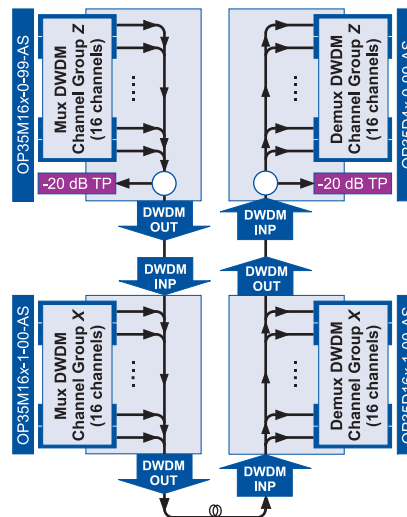 OP35M16x-0-99-AS
Mux DWDM
Channel Group Z
(16 channels)
-20 dB TP
DWDM
OUT
Demux DWDM
Channel Group Z
(16 channels)
-20 dB TP
DWDM
INP
DWDM
INP
DWDM
OUT
OP35M16x-1-00-AS
Mux DWDM
Channel Group X
(16 channels)
DWDM
OUT
Demux DWDM
Channel Group X
(16 channels)
DWDM
INP